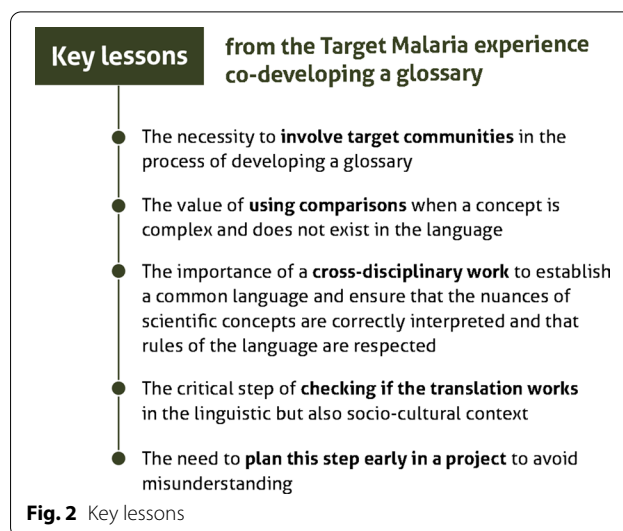 Key lessons
from the Target Malaria experience
co-developing a glossary
The necessity to involve target communities in the
process of developing a glossary
The value of using comparisons when a concept is
complex and does not exist in the language
The importance of a cross-disciplinary work to establish
a common language and ensure that the nuances of
scientific concepts are correctly interpreted and that
rules of the language are respected
The critical step of checking if the translation works
in the linguistic but also socio-cultural context
The need to plan this step early in a project to avoid
misunderstanding
Fig. 2 Key lessons